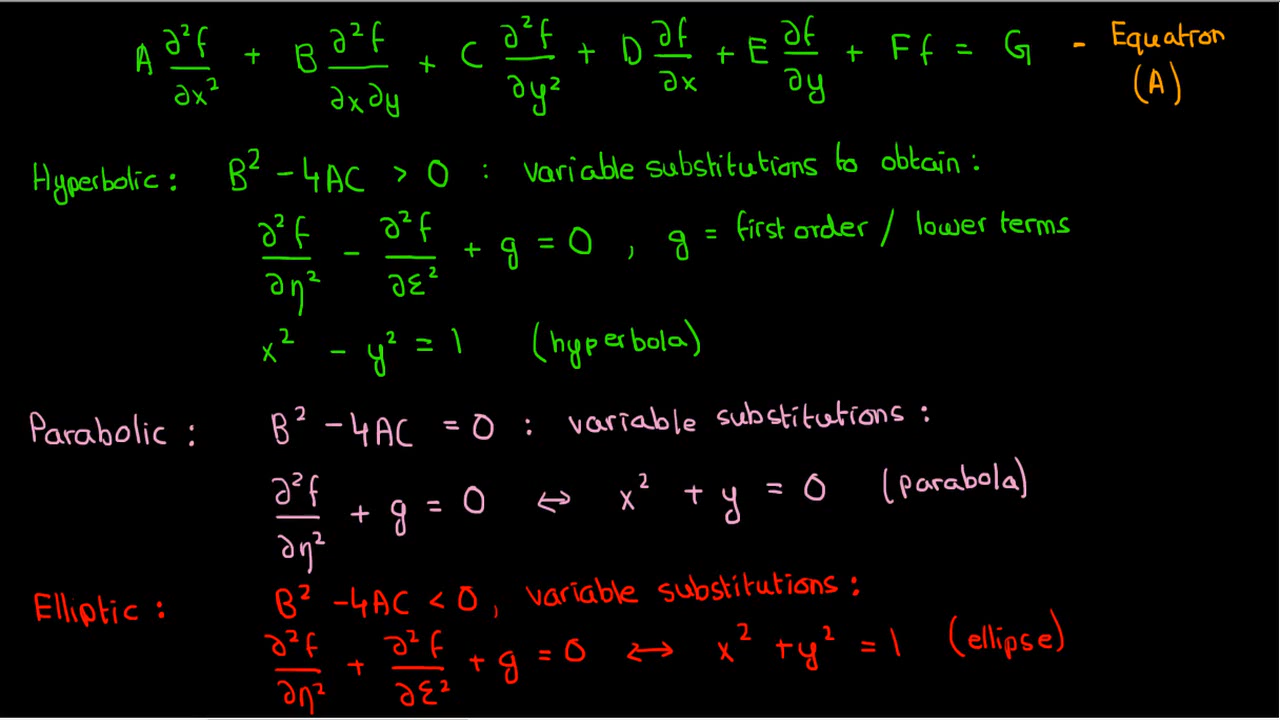 A ∂²f/∂x² + B ∂²f/∂x∂y + C ∂²f/∂y² + D ∂f/∂x + E ∂f/∂y + Ff = G - Equation (A)
Hyperbolic: B² - 4AC > 0 : variable substitutions to obtain:
∂²f/∂η² - ∂²f/∂ε² + g = 0, g = first order / lower terms
x² - y² = 1 (hyperbola)
Parabolic: B² - 4AC = 0 : variable substitutions:
∂²f/∂η² + g = 0 ↔ x² + y = 0 (parabola)
Elliptic: B² - 4AC < 0, variable substitutions:
∂²f/∂η² + ∂²f/∂ε² + g = 0 ↔ x² + y² = 1 (ellipse)